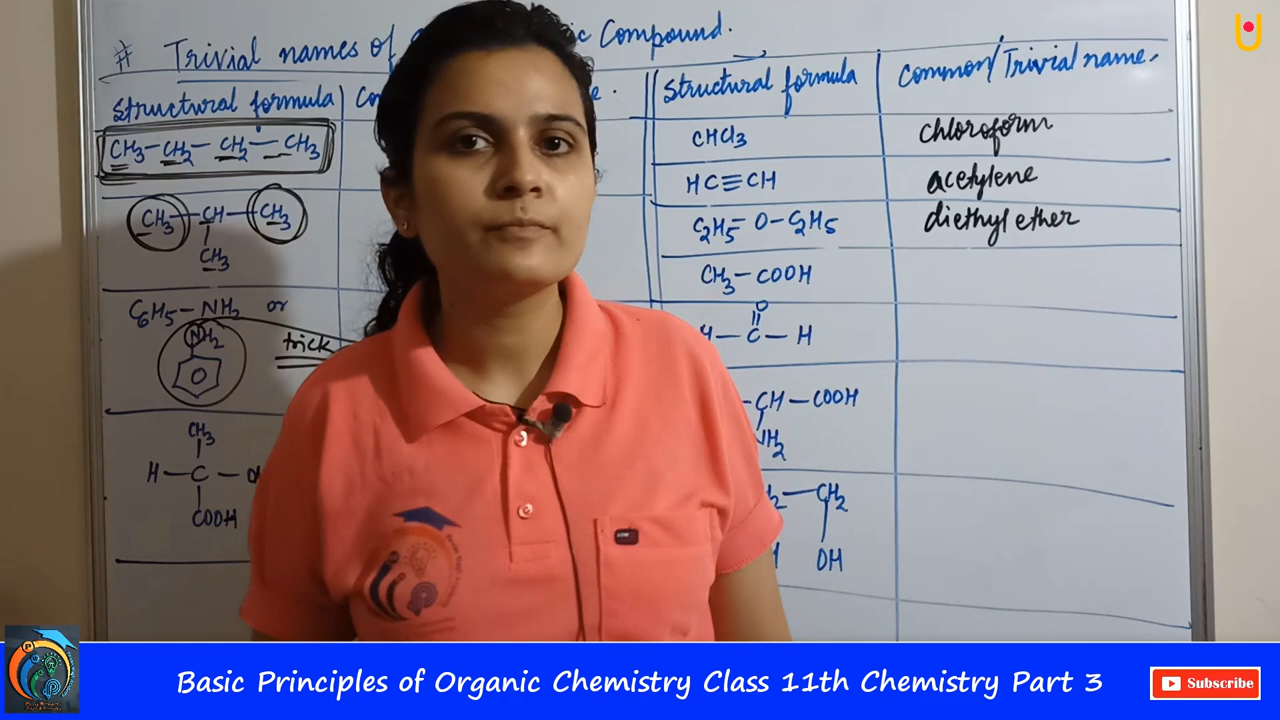 # Trivial names of Compound.
Structural formula
CH3-CH2-CH2-CH3
CH3-CH-CH3
CH3
C6H5-NH2 or
NH2
trick
CH3
H-C-
COOH
Structural formula Common/Trivial name.
CHCl3 chloroform
HC≡CH acetylene
C2H5-O-C2H5 diethyl ether
CH3-COOH
O
-C-H
-CH-COOH
NH2
-CH2
OH
Basic Principles of Organic Chemistry Class 11th Chemistry Part 3
Subscribe